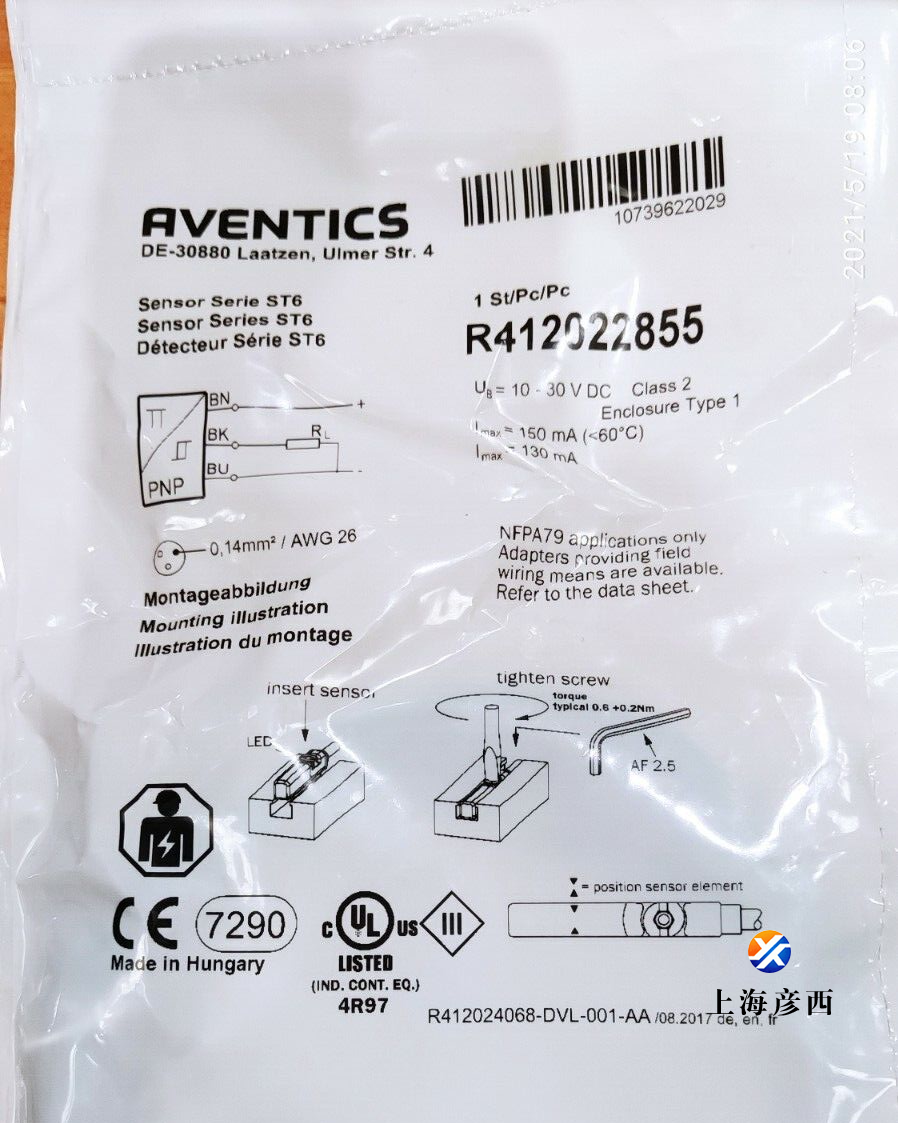 2021/5/19 08:06
10739622029
AVENTICS
DE-30880 Laatzen, Ulmer Str. 4
Sensor Serie ST6
Sensor Series ST6
Détecteur Série ST6
1 St/Pc/Pc
R412022855
UB = 10 - 30 V DC Class 2
Enclosure Type 1
Imax = 150 mA (<60°C)
Imax = 130 mA
BN
+
BK
RL
BU
-
PNP
0,14mm² / AWG 26
NFPA79 applications only
Adapters providing field
wiring means are available.
Refer to the data sheet.
Montageabbildung
Mounting illustration
Illustration du montage
insert sensor
LED
tighten screw
torque
typical 0.6 +0.2Nm
AF 2.5
CE
7290
Made in Hungary
C UL US
LISTED
(IND. CONT. EQ.)
4R97
III
= position sensor element
上海彦西
R412024068-DVL-001-AA /08.2017 de, en, fr